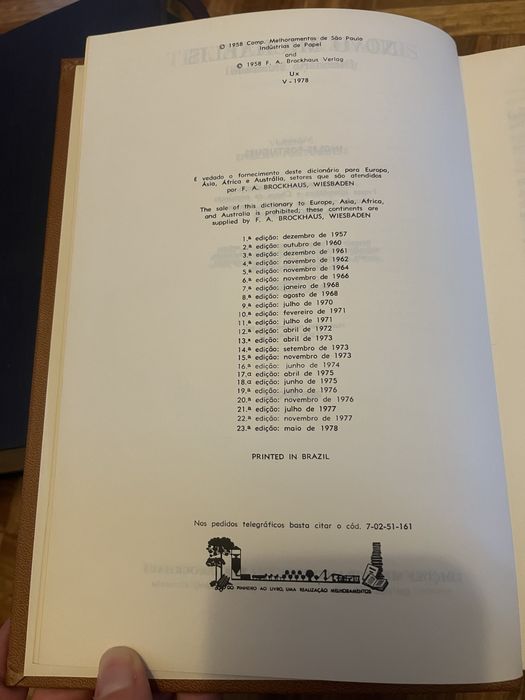 © 1958 Comp. Melhoramentos de São Paulo
Indústrias de Papel
and
© 1958 F. A. Brockhaus Verlag
Ux
V - 1978
É vedado o fornecimento deste dicionário para Europa,
Ásia, África e Austrália, setores que são atendidos
por F. A. BROCKHAUS, WIESBADEN
The sale of this dictionary to Europe, Asia, Africa,
and Australia is prohibited; these continents are
supplied by F. A. BROCKHAUS, WIESBADEN
1.ª edição: dezembro de 1957
2.ª edição: outubro de 1960
3.ª edição: dezembro de 1961
4.ª edição: novembro de 1962
5.ª edição: novembro de 1964
6.ª edição: novembro de 1966
7.ª edição: janeiro de 1968
8.ª edição: agosto de 1968
9.ª edição: julho de 1970
10.ª edição: fevereiro de 1971
11.ª edição: julho de 1971
12.ª edição: abril de 1972
13.ª edição: abril de 1973
14.ª edição: setembro de 1973
15.ª edição: novembro de 1973
16.ª edição: junho de 1974
17.a edição: abril de 1975
18.a edição: junho de 1975
19.ª edição: junho de 1976
20.ª edição: novembro de 1976
21.ª edição: julho de 1977
22.ª edição: novembro de 1977
23.ª edição: maio de 1978
PRINTED IN BRAZIL
Nos pedidos telegráficos basta citar o cód. 7-02-51-161
DO PINHEIRO AO LIVRO, UMA REALIZAÇÃO MELHORAMENTOS